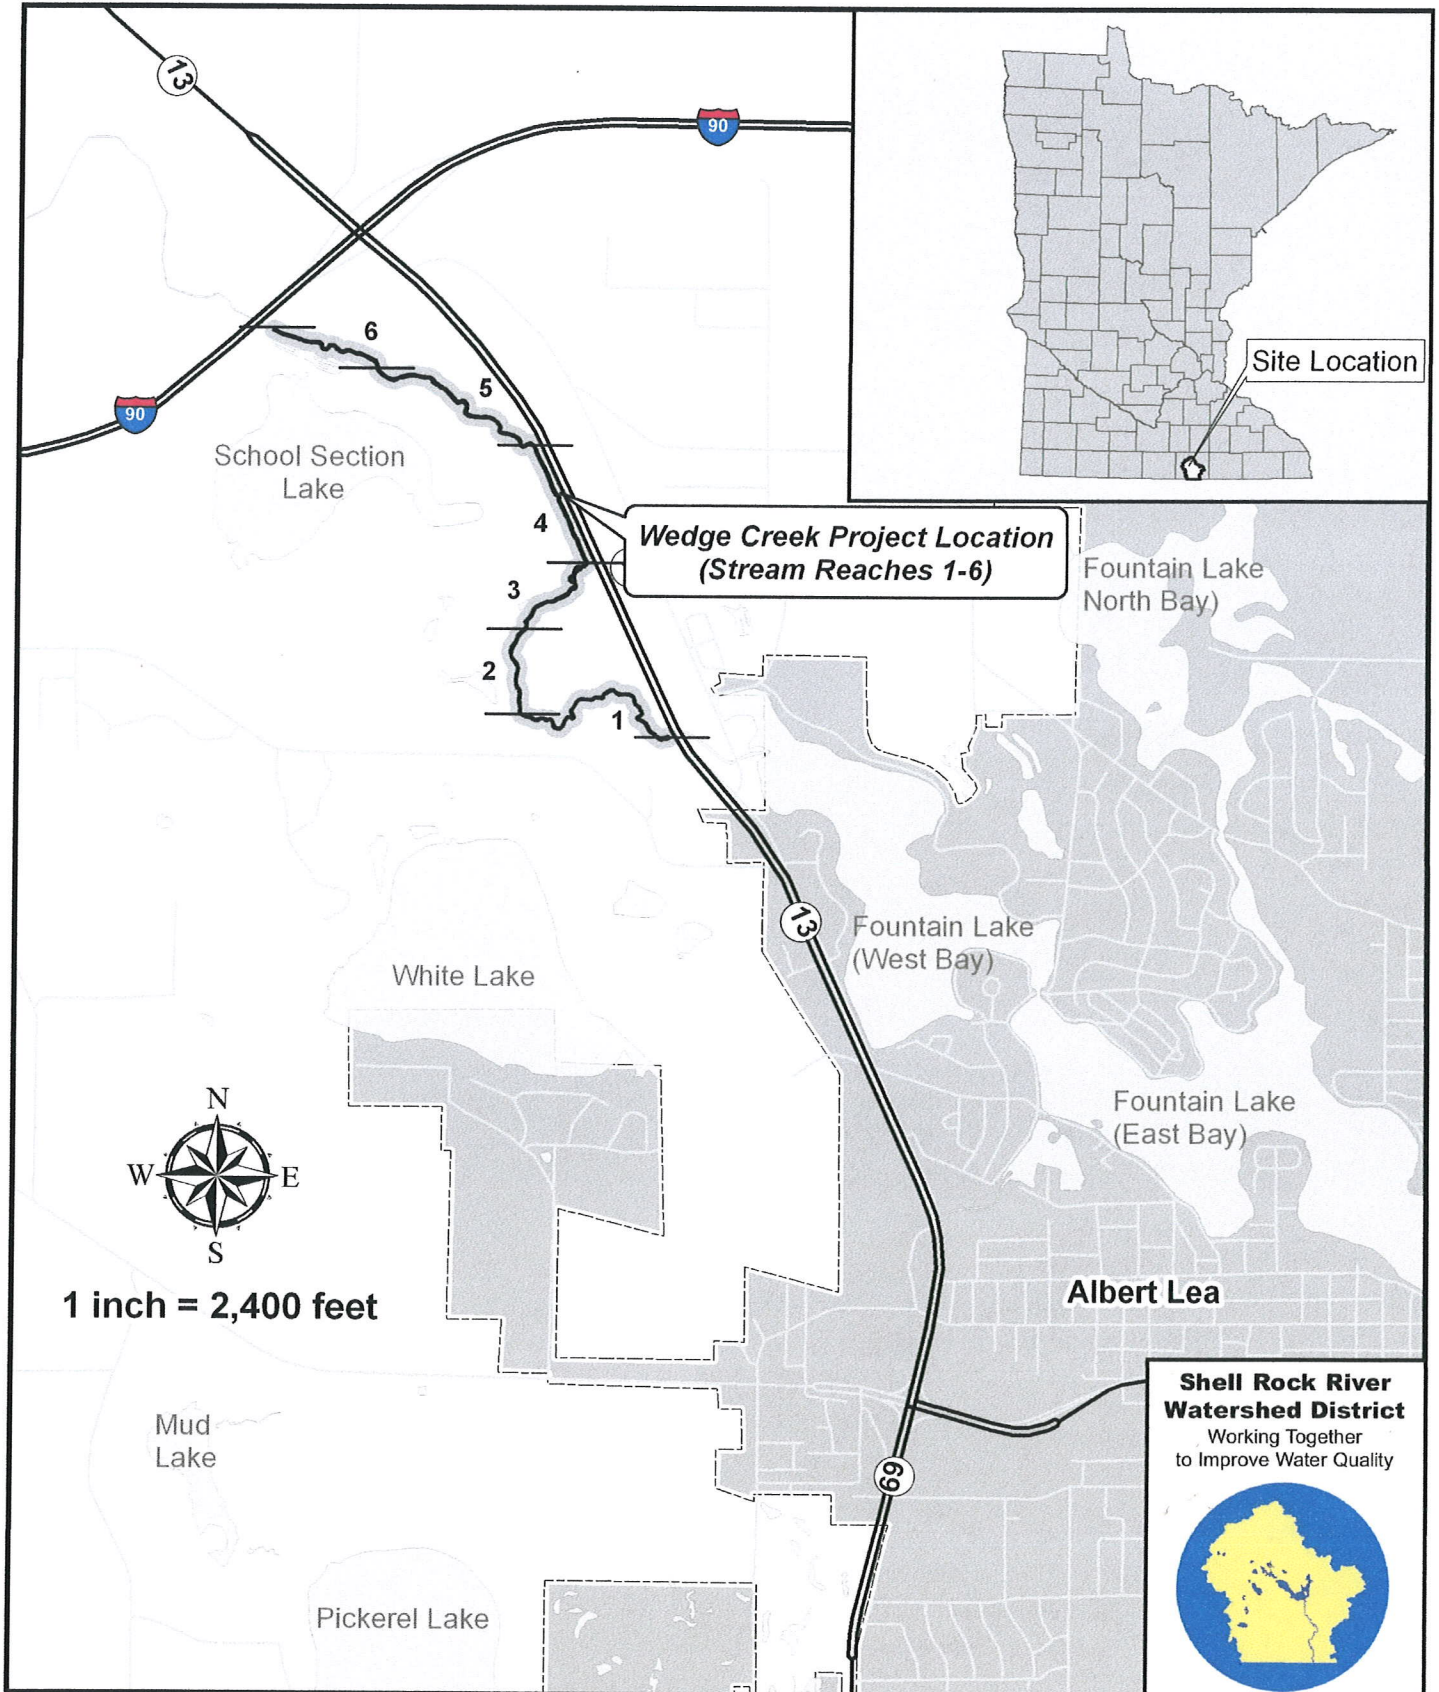 13
90
90
6
5
4
3
2
1
School Section
Lake
Site Location
Wedge Creek Project Location
(Stream Reaches 1-6)
Fountain Lake
North Bay)
13
Fountain Lake
(West Bay)
White Lake
Fountain Lake
(East Bay)
N
W
E
S
1 inch = 2,400 feet
Albert Lea
Shell Rock River
Watershed District
Working Together
to Improve Water Quality
69
Mud
Lake
Pickerel Lake